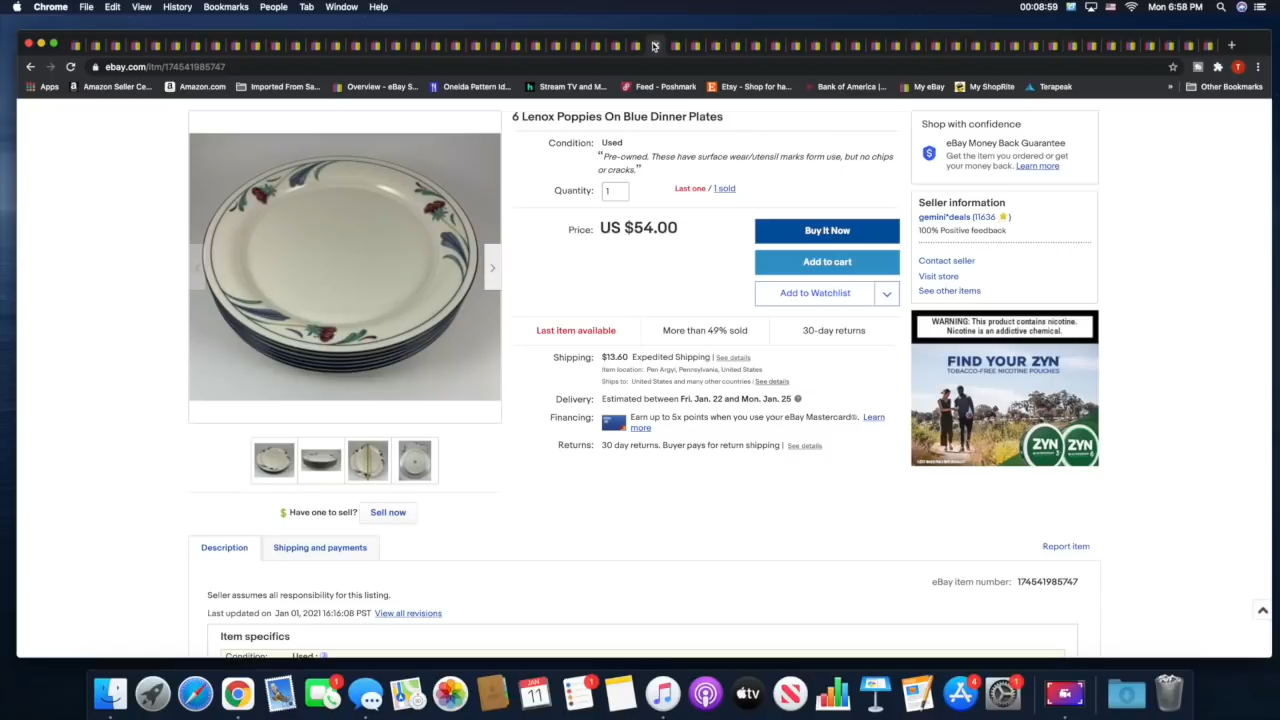 Chrome File Edit View History Bookmarks People Tab Window Help 00:08:59 Mon 6:58 PM
ebay.com/itm/174541985747
T
Apps Amazon Seller Ce... Amazon.com Imported From Sa... Overview – eBay S... Oneida Pattern Id... Stream TV and M... Feed - Poshmark Etsy - Shop for ha... Bank of America |... My eBay My ShopRite Terapeak » Other Bookmarks
6 Lenox Poppies On Blue Dinner Plates
Condition: Used
“Pre-owned. These have surface wear/utensil marks form use, but no chips
or cracks.”
Quantity: 1 Last one / 1 sold
Price: US $54.00
Buy It Now
Add to cart
Add to Watchlist
Last item available More than 49% sold 30-day returns
Shipping: $13.60 Expedited Shipping | See details
Item location: Pen Argyl, Pennsylvania, United States
Ships to: United States and many other countries | See details
Delivery: Estimated between Fri. Jan. 22 and Mon. Jan. 25
Financing: Earn up to 5x points when you use your eBay Mastercard®. Learn
more
Returns: 30 day returns. Buyer pays for return shipping | See details
Shop with confidence
eBay Money Back Guarantee
Get the item you ordered or get
your money back. Learn more
Seller information
gemini*deals (11636 )
100% Positive feedback
Contact seller
Visit store
See other items
WARNING: This product contains nicotine.
Nicotine is an addictive chemical.
FIND YOUR ZYN
TOBACCO-FREE NICOTINE POUCHES
ZYN ZYN
3 6
$ Have one to sell? Sell now
Description Shipping and payments Report item
eBay item number: 174541985747
Seller assumes all responsibility for this listing.
Last updated on Jan 01, 2021 16:16:08 PST View all revisions
Item specifics
Condition: Used :
1 JAN 11 1 tv 4 1